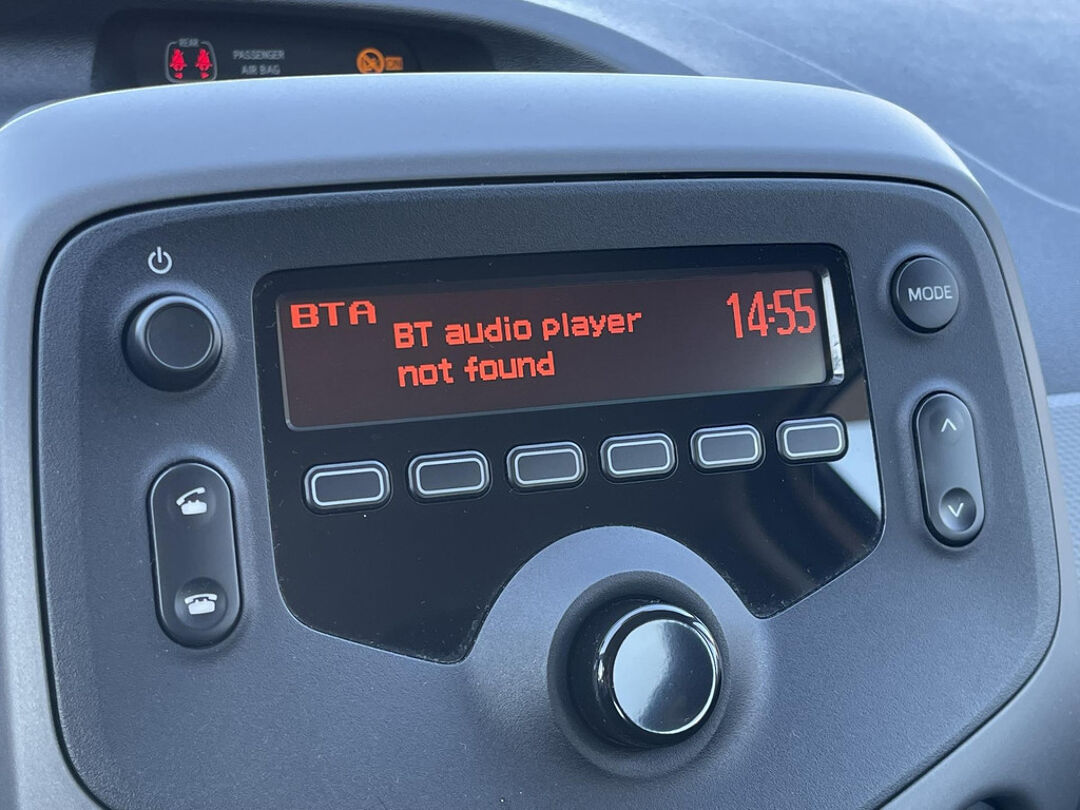 REAR
PASSENGER
AIR BAG
BTA
BT audio player
not found
14:55
MODE